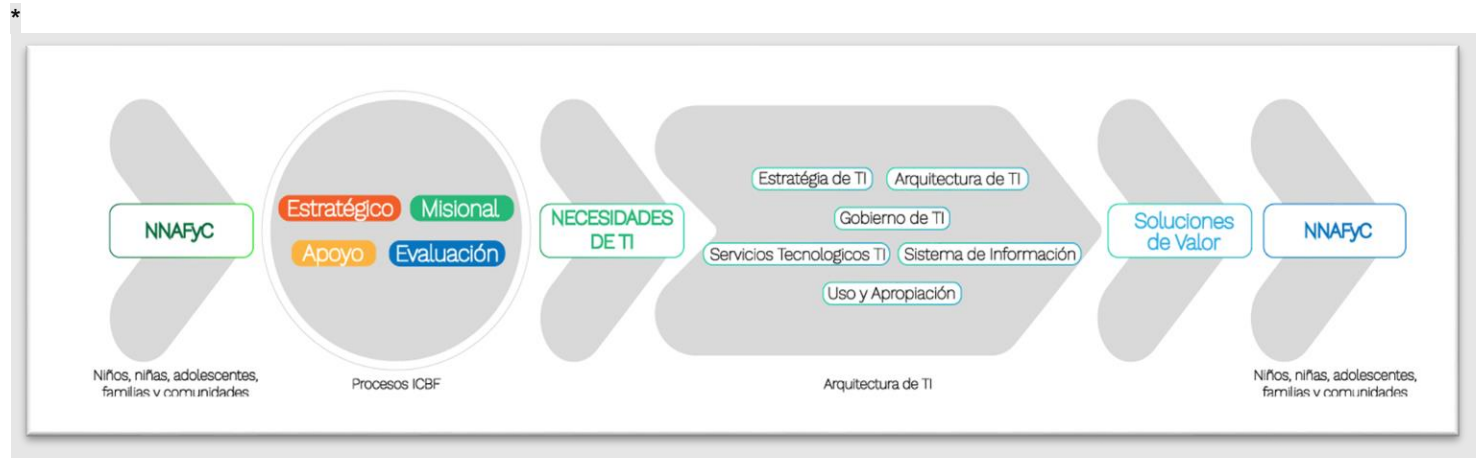 *
NNAFyC
Niños, niñas, adolescentes,
familias y comunidades
Estratégico Misional
Apoyo Evaluación
Procesos ICBF
NECESIDADES
DE TI
Estratégia de TI Arquitectura de TI
Gobierno de TI
Servicios Tecnologicos TI Sistema de Información
Uso y Apropiación
Arquitectura de TI
Soluciones
de Valor
NNAFyC
Niños, niñas, adolescentes,
familias y comunidades